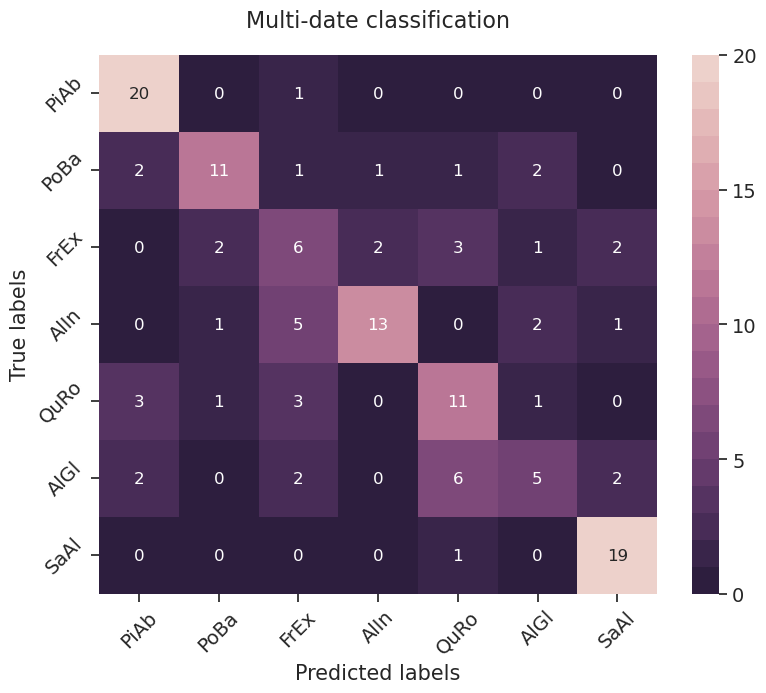 Multi-date classification
PiAb 20 0 1 0 0 0 0
PoBa 2 11 1 1 1 2 0
FrEx 0 2 6 2 3 1 2
AlIn 0 1 5 13 0 2 1
QuRo 3 1 3 0 11 1 0
AlGl 2 0 2 0 6 5 2
SaAl 0 0 0 0 1 0 19
PiAb PoBa FrEx AlIn QuRo AlGl SaAl
True labels
Predicted labels
20
15
10
5
0